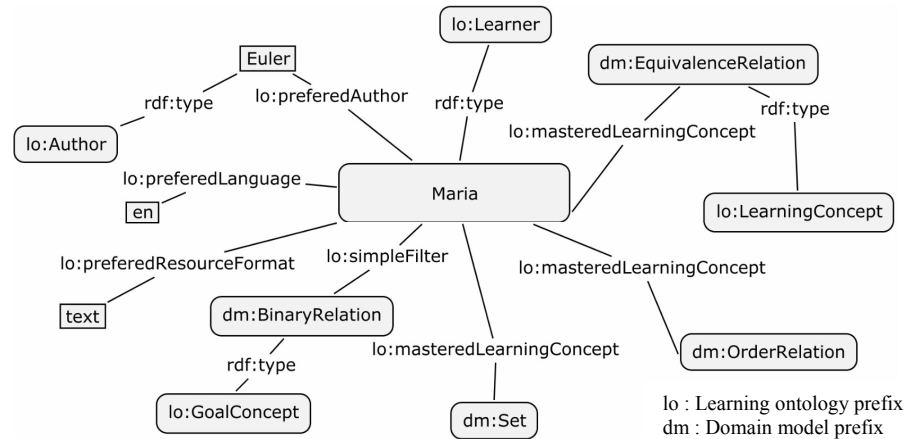 lo:Learner
Euler
dm:EquivalenceRelation
lo:preferedAuthor
rdf:type
rdf:type
rdf:type
lo:Author
lo:masteredLearningConcept
lo:preferedLanguage
Maria
en
lo:LearningConcept
lo:simpleFilter
lo:preferedResourceFormat
lo:masteredLearningConcept
text
dm:BinaryRelation
lo:masteredLearningConcept
dm:OrderRelation
rdf:type
lo:GoalConcept
dm:Set
lo : Learning ontology prefix
dm : Domain model prefix